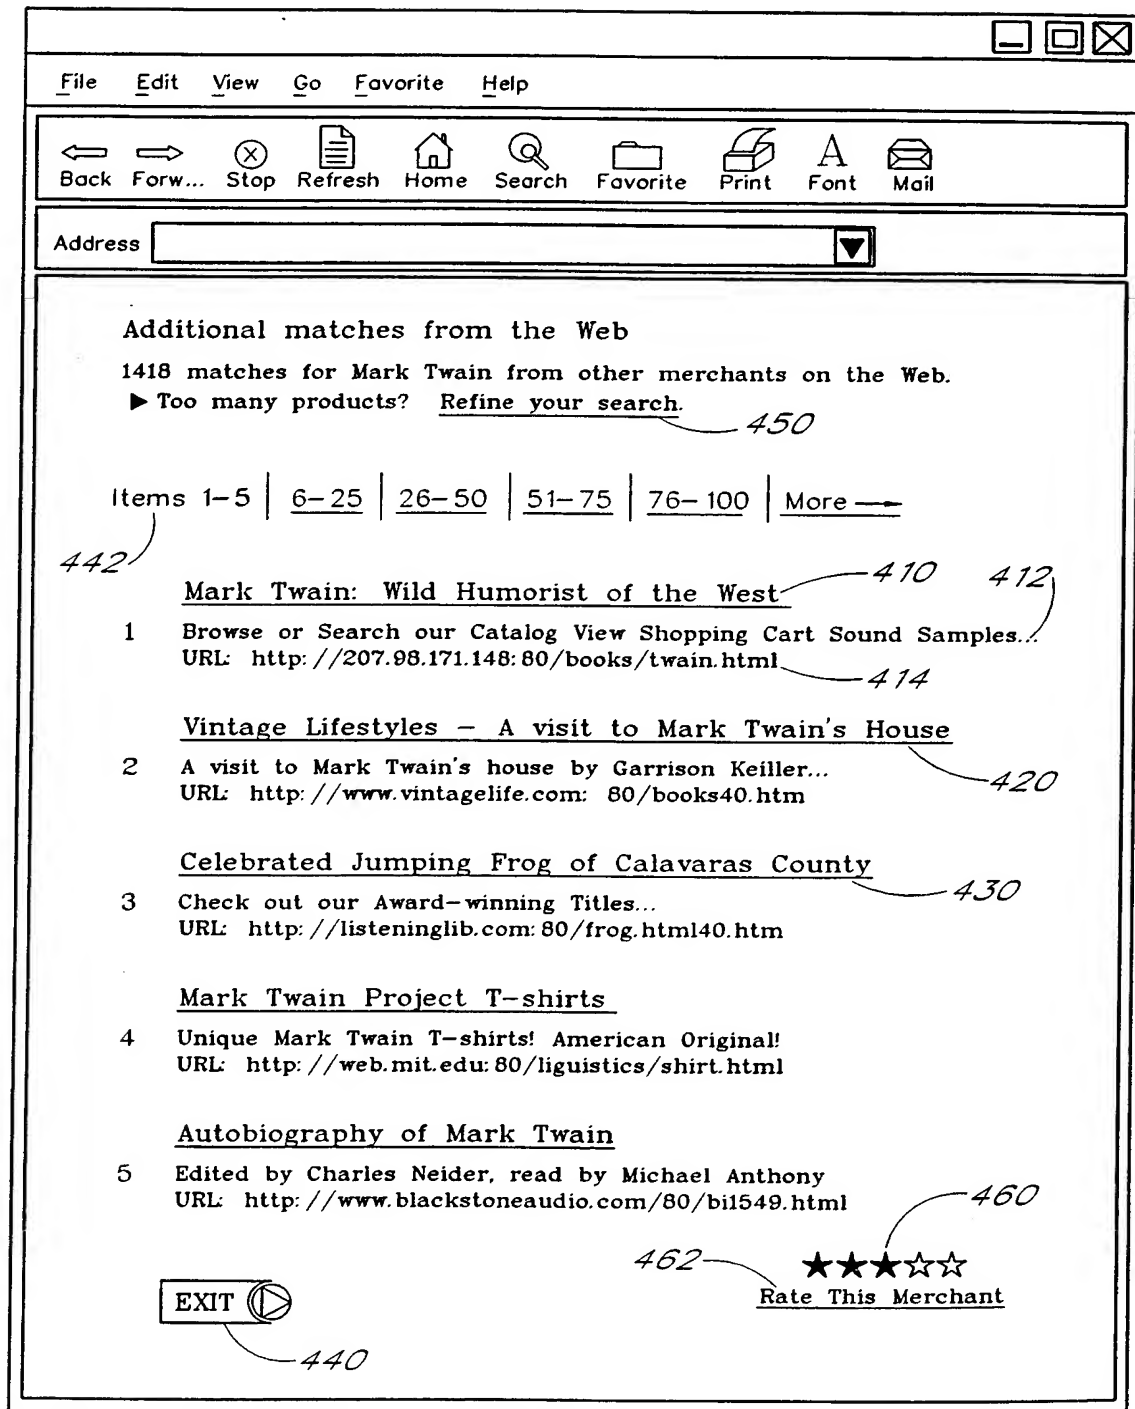 File Edit View Go Favorite Help
Back Forw... Stop Refresh Home Search Favorite Print Font Mail
A
Address
Additional matches from the Web
1418 matches for Mark Twain from other merchants on the Web.
▶ Too many products? Refine your search.
450
Items 1-5 | 6-25 | 26-50 | 51-75 | 76-100 | More
442
410
412
Mark Twain: Wild Humorist of the West
1 Browse or Search our Catalog View Shopping Cart Sound Samples...
URL: http://207.98.171.148:80/books/twain.html
414
Vintage Lifestyles - A visit to Mark Twain's House
2 A visit to Mark Twain's house by Garrison Keiller...
420
URL: http://www.vintagelife.com: 80/books40.htm
Celebrated Jumping Frog of Calavaras County
430
3 Check out our Award-winning Titles...
URL: http://listeninglib.com:80/frog.html40.htm
Mark Twain Project T-shirts
4 Unique Mark Twain T-shirts! American Original!
URL: http://web.mit.edu:80/liguistics/shirt.html
Autobiography of Mark Twain
5 Edited by Charles Neider, read by Michael Anthony
URL: http://www.blackstoneaudio.com/80/bi1549.html
460
462
Rate This Merchant
EXIT
440